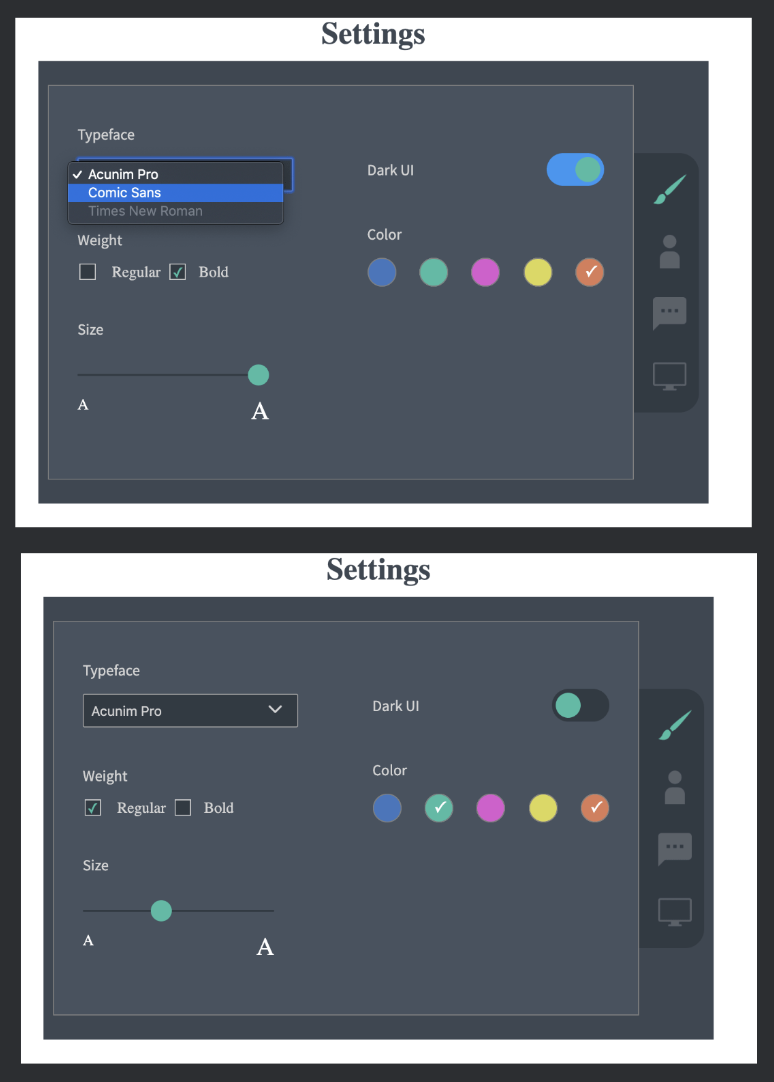 Settings
Typeface
✓ Acunim Pro
Comic Sans
Times New Roman
Dark UI
Weight
Regular
Bold
Color
Size
A
A
Settings
Typeface
Acunim Pro
Dark UI
Weight
Regular
Bold
Color
Size
A
A